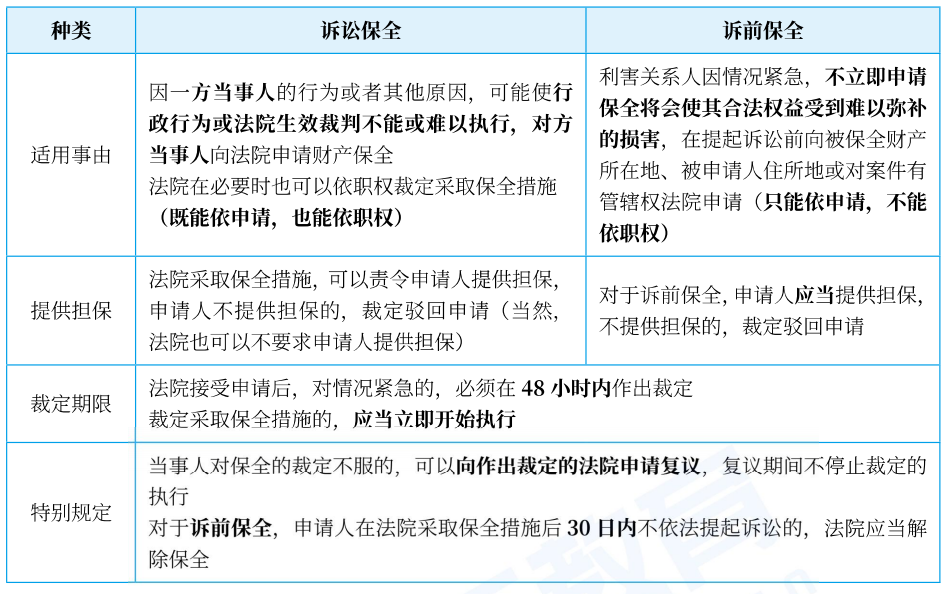 种类
诉讼保全
诉前保全
适用事由
因一方当事人的行为或者其他原因，可能使行
政行为或法院生效裁判不能或难以执行，对方
当事人向法院申请财产保全
法院在必要时也可以依职权裁定采取保全措施
（既能依申请，也能依职权）
利害关系人因情况紧急，不立即申请
保全将会使其合法权益受到难以弥补
的损害，在提起诉讼前向被保全财产
所在地、被申请人住所地或对案件有
管辖权法院申请（只能依申请，不能
依职权）
提供担保
法院采取保全措施，可以责令申请人提供担保，
申请人不提供担保的，裁定驳回申请（当然，
法院也可以不要求申请人提供担保）
对于诉前保全，申请人应当提供担保，
不提供担保的，裁定驳回申请
裁定期限
法院接受申请后，对情况紧急的，必须在 48 小时内作出裁定
裁定采取保全措施的，应当立即开始执行
特别规定
当事人对保全的裁定不服的，可以向作出裁定的法院申请复议，复议期间不停止裁定的
执行
对于诉前保全，申请人在法院采取保全措施后 30 日内不依法提起诉讼的，法院应当解
除保全